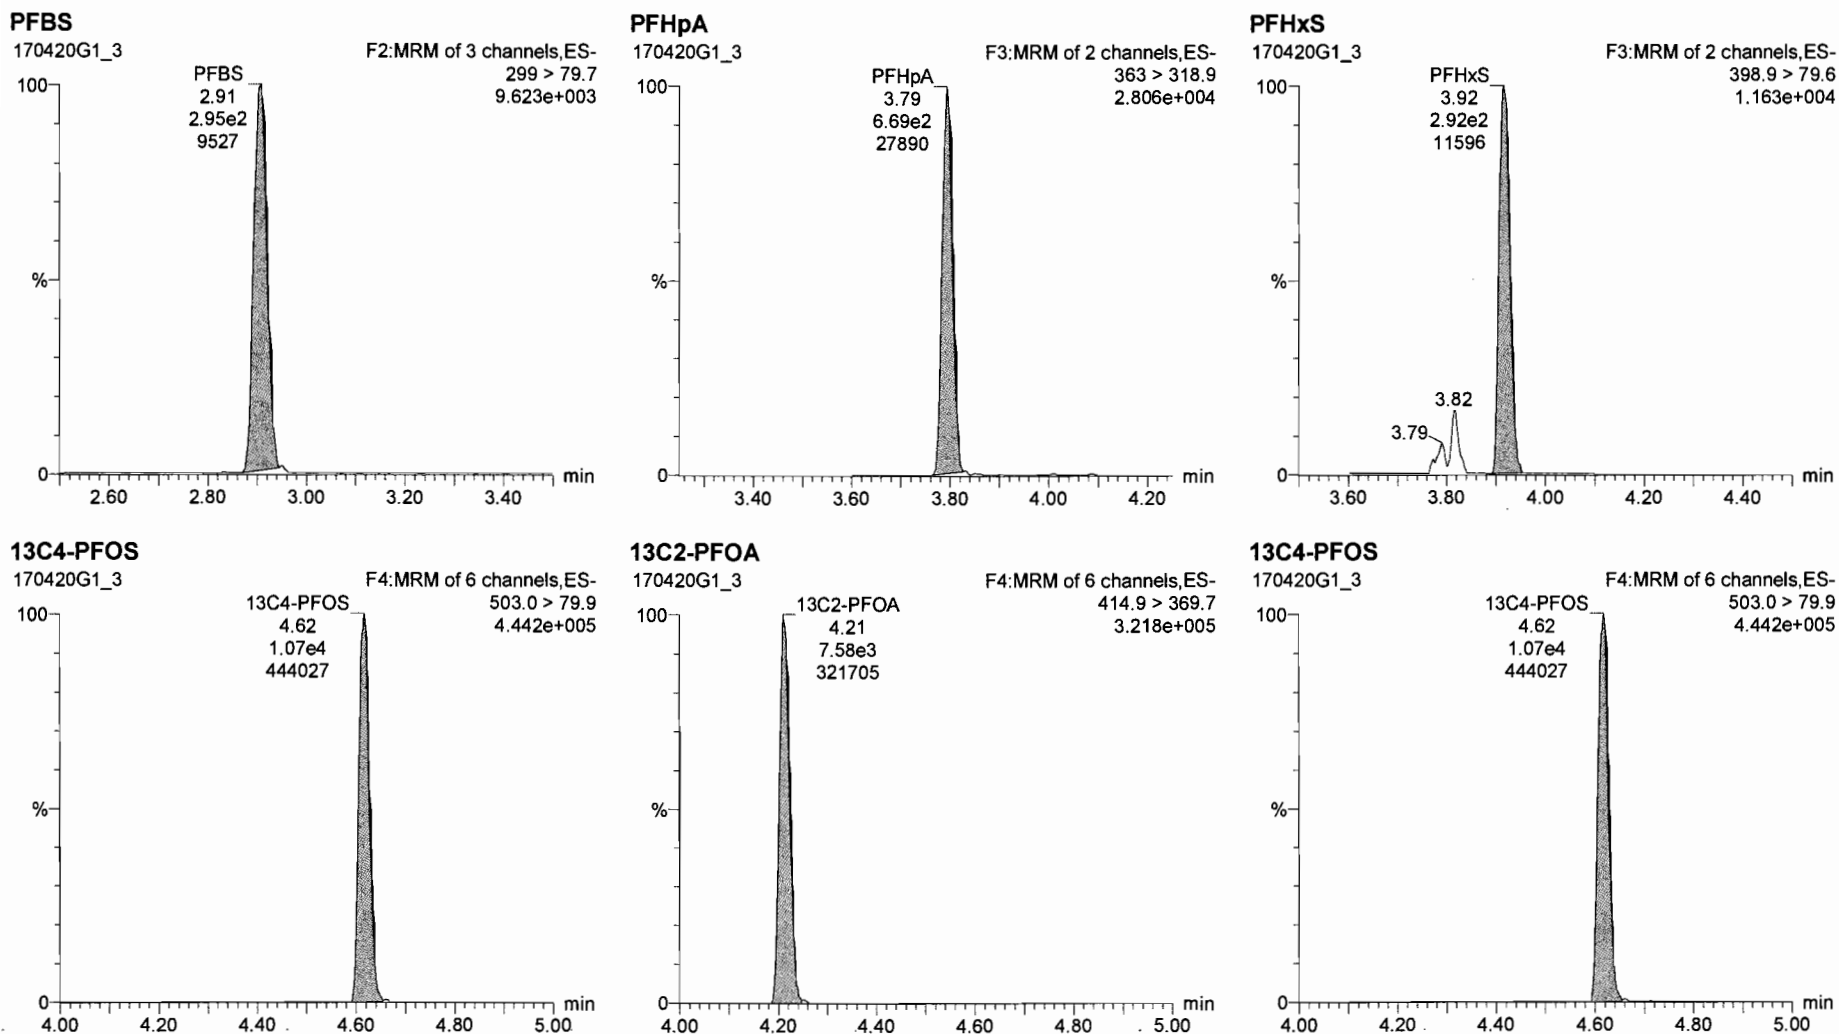 PFBS
170420G1_3
F2:MRM of 3 channels,ES-
299 > 79.7
9.623e+003
100
PFBS
2.91
2.95e2
9527
%
0
min
2.60 2.80 3.00 3.20 3.40
PFHpA
170420G1_3
F3:MRM of 2 channels,ES-
363 > 318.9
2.806e+004
100
PFHpA
3.79
6.69e2
27890
%
0
min
3.40 3.60 3.80 4.00 4.20
PFHxS
170420G1_3
F3:MRM of 2 channels,ES-
398.9 > 79.6
1.163e+004
100
PFHxS
3.92
2.92e2
11596
%
3.82
3.79
0
min
3.60 3.80 4.00 4.20 4.40
13C4-PFOS
170420G1_3
F4:MRM of 6 channels,ES-
503.0 > 79.9
4.442e+005
100
13C4-PFOS
4.62
1.07e4
444027
%
0
min
4.00 4.20 4.40 4.60 4.80 5.00
13C2-PFOA
170420G1_3
F4:MRM of 6 channels,ES-
414.9 > 369.7
3.218e+005
100
13C2-PFOA
4.21
7.58e3
321705
%
0
min
4.00 4.20 4.40 4.60 4.80 5.00
13C4-PFOS
170420G1_3
F4:MRM of 6 channels,ES-
503.0 > 79.9
4.442e+005
100
13C4-PFOS
4.62
1.07e4
444027
%
0
min
4.00 4.20 4.40 4.60 4.80 5.00